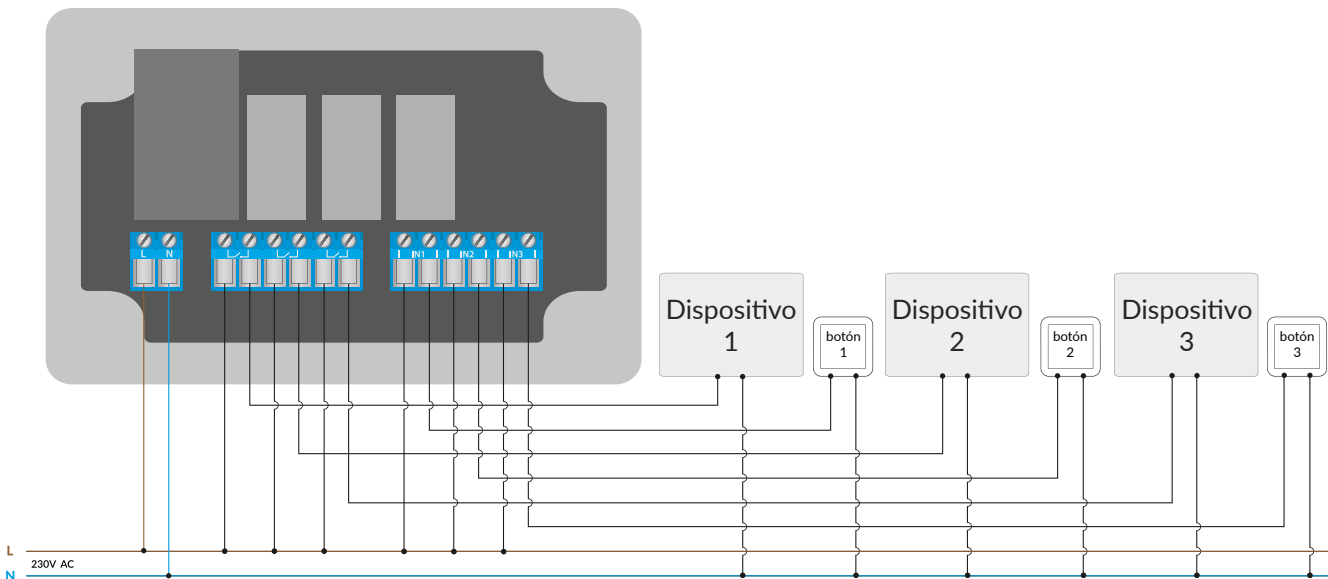 L N IN1 IN2 IN3
Dispositivo
1
botón
1
Dispositivo
2
botón
2
Dispositivo
3
botón
3
L
230V AC
N